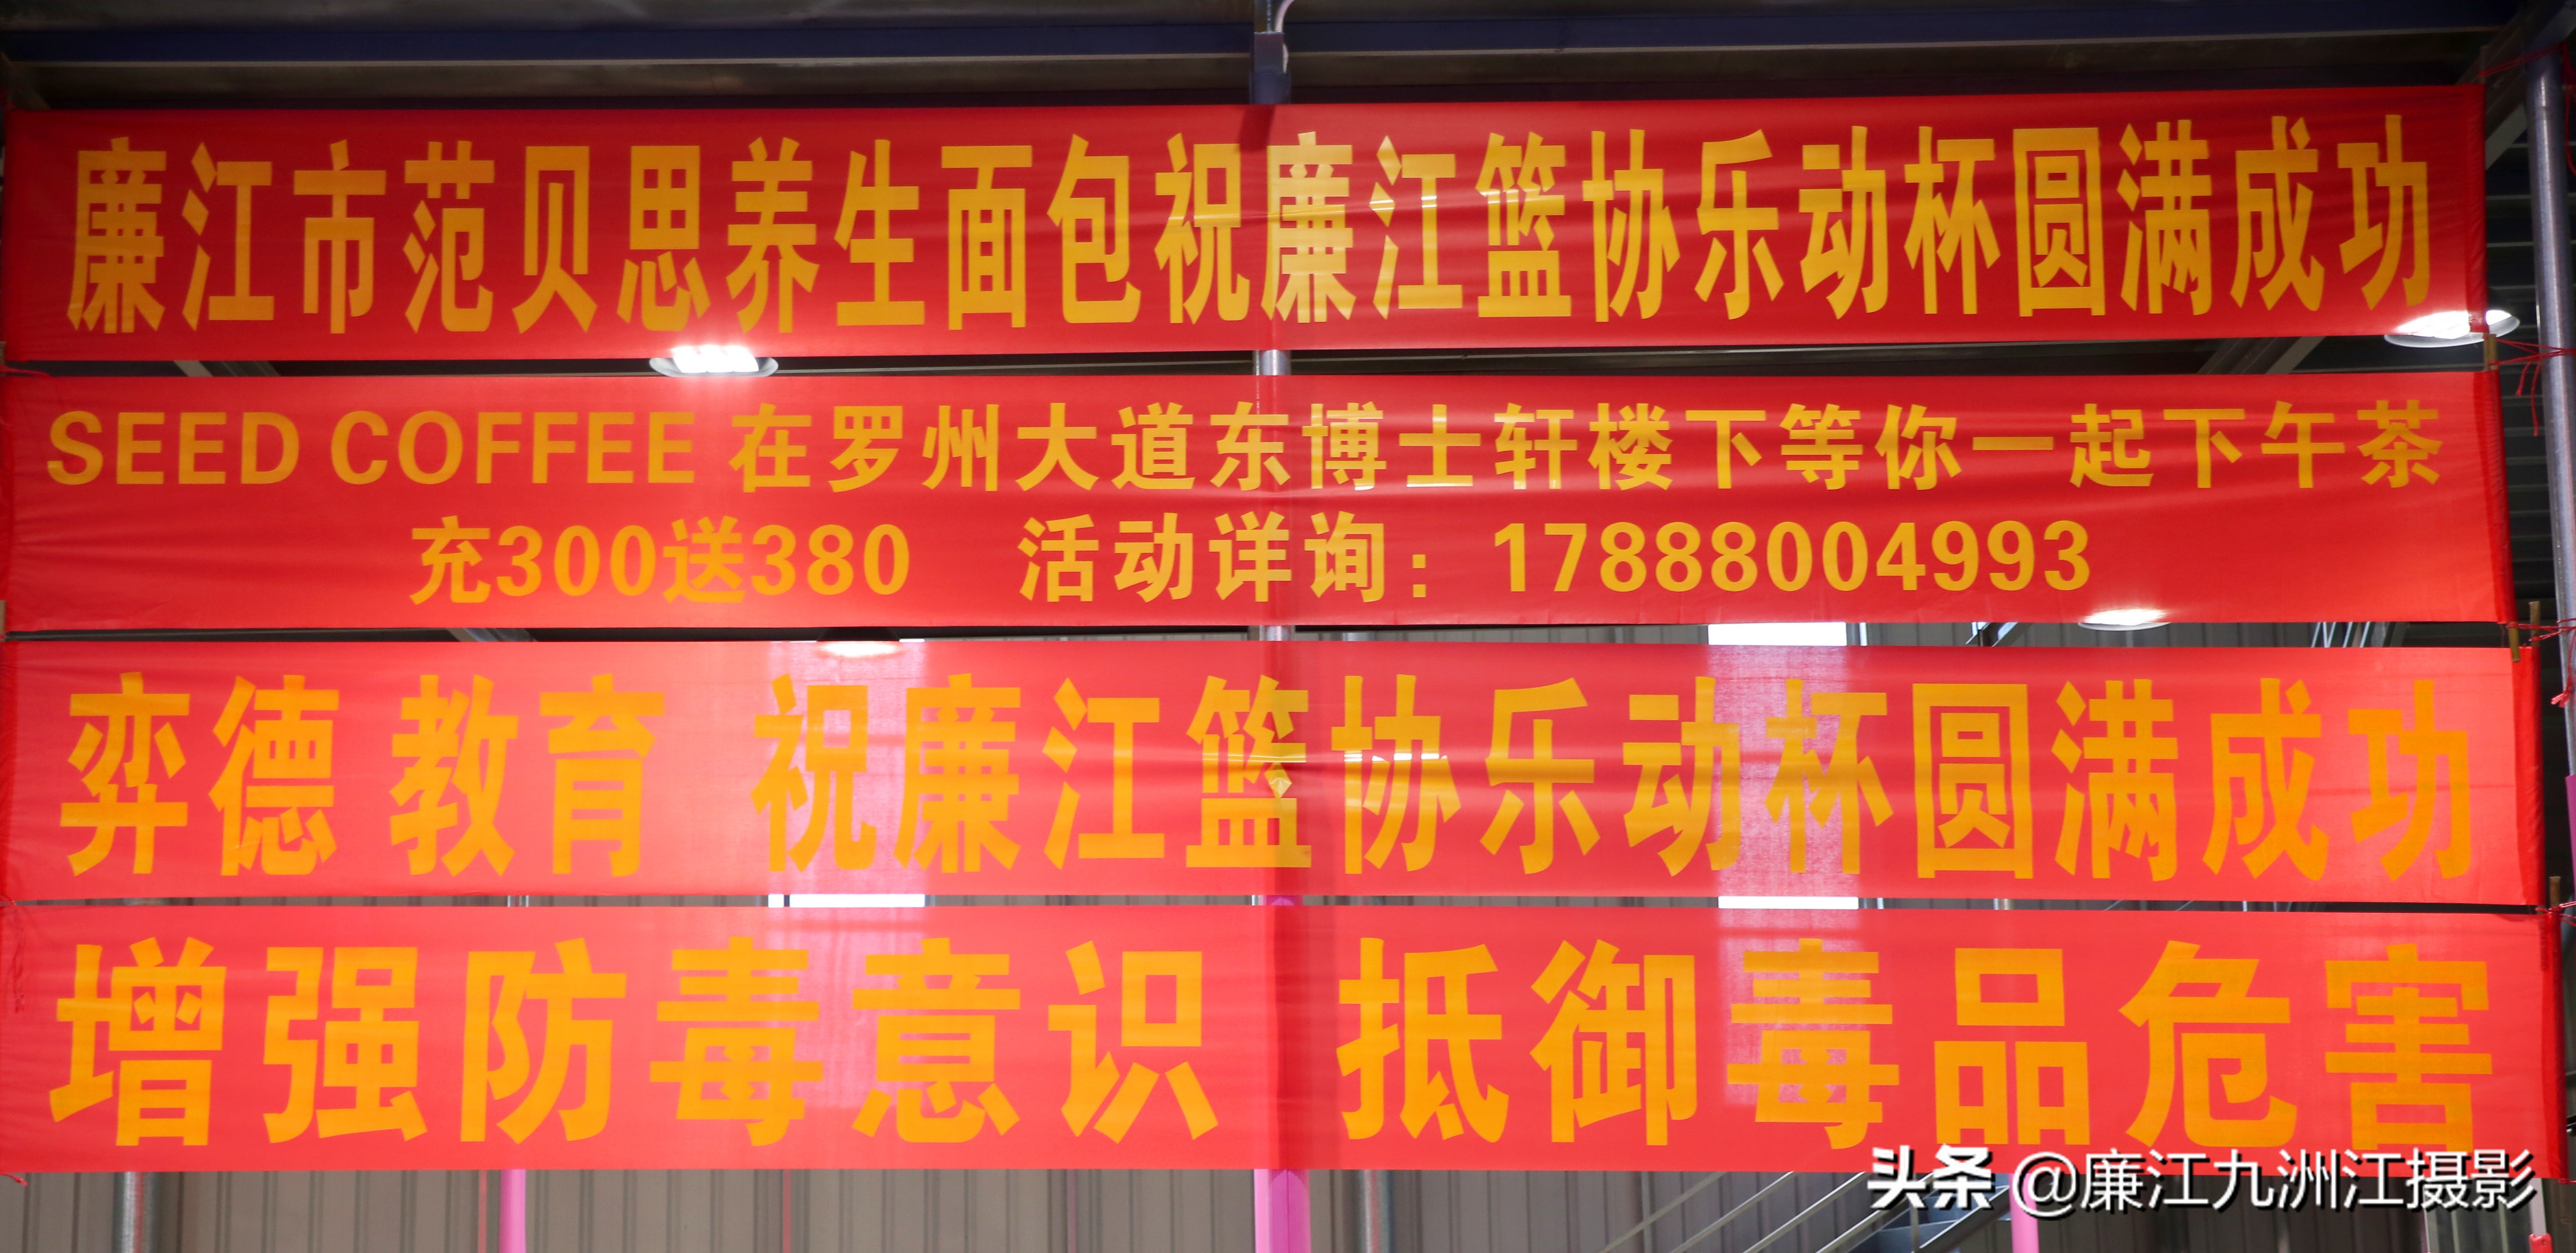 廉江市范贝思养生面包祝廉江篮协乐动杯圆满成功
SEED COFFEE 在罗州大道东博士轩楼下等你一起下午茶
充300送380 活动详询：17888004993
弈德教育 祝廉江篮协乐动杯圆满成功
增强防毒意识 抵御毒品危害
头条 @廉江九洲江摄影